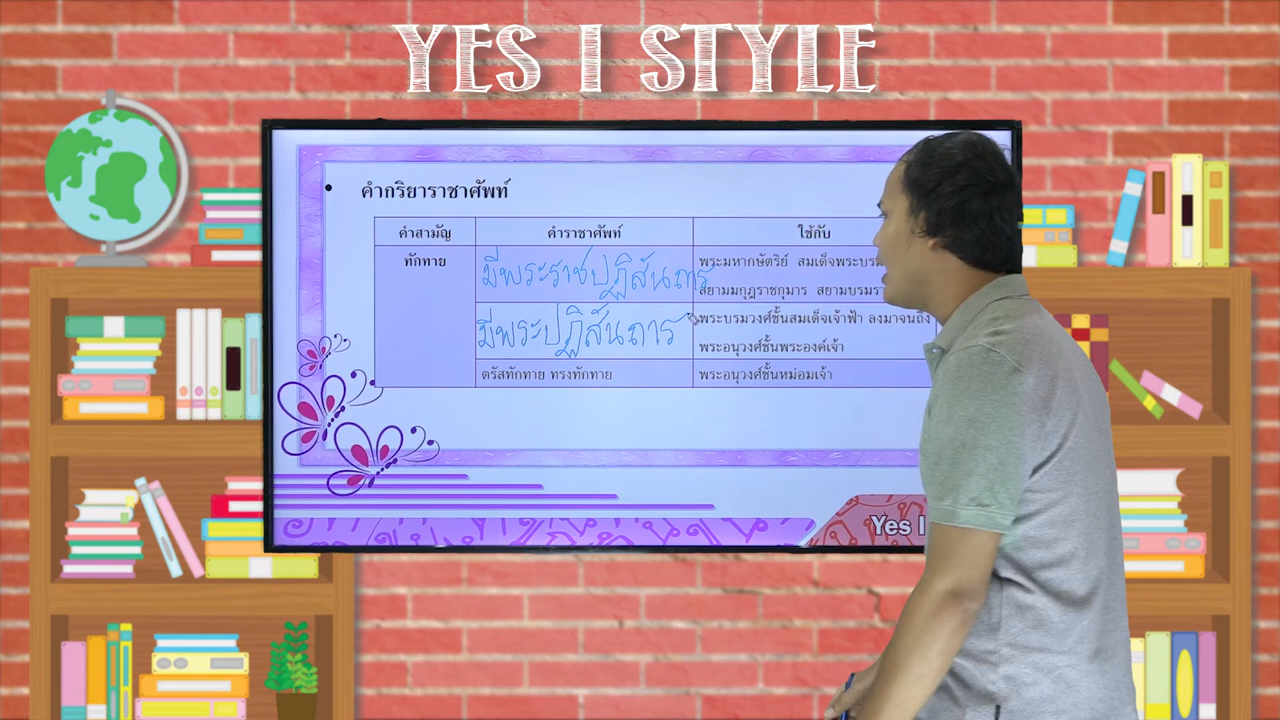 YES I STYLE
คำกริยาราชาศัพท์
คำสามัญ คำราชาศัพท์ ใช้กับ
ทักทาย มีพระราชปฏิสันถาร พระมหากษัตริย์ สมเด็จพระบรม
สยามมกุฎราชกุมาร สยามบรมรา
มีพระปฏิสันถาร พระบรมวงศ์ชั้นสมเด็จเจ้าฟ้า ลงมาจนถึง
พระอนุวงศ์ชั้นพระองค์เจ้า
ตรัสทักทาย ทรงทักทาย พระอนุวงศ์ชั้นหม่อมเจ้า
Yes I